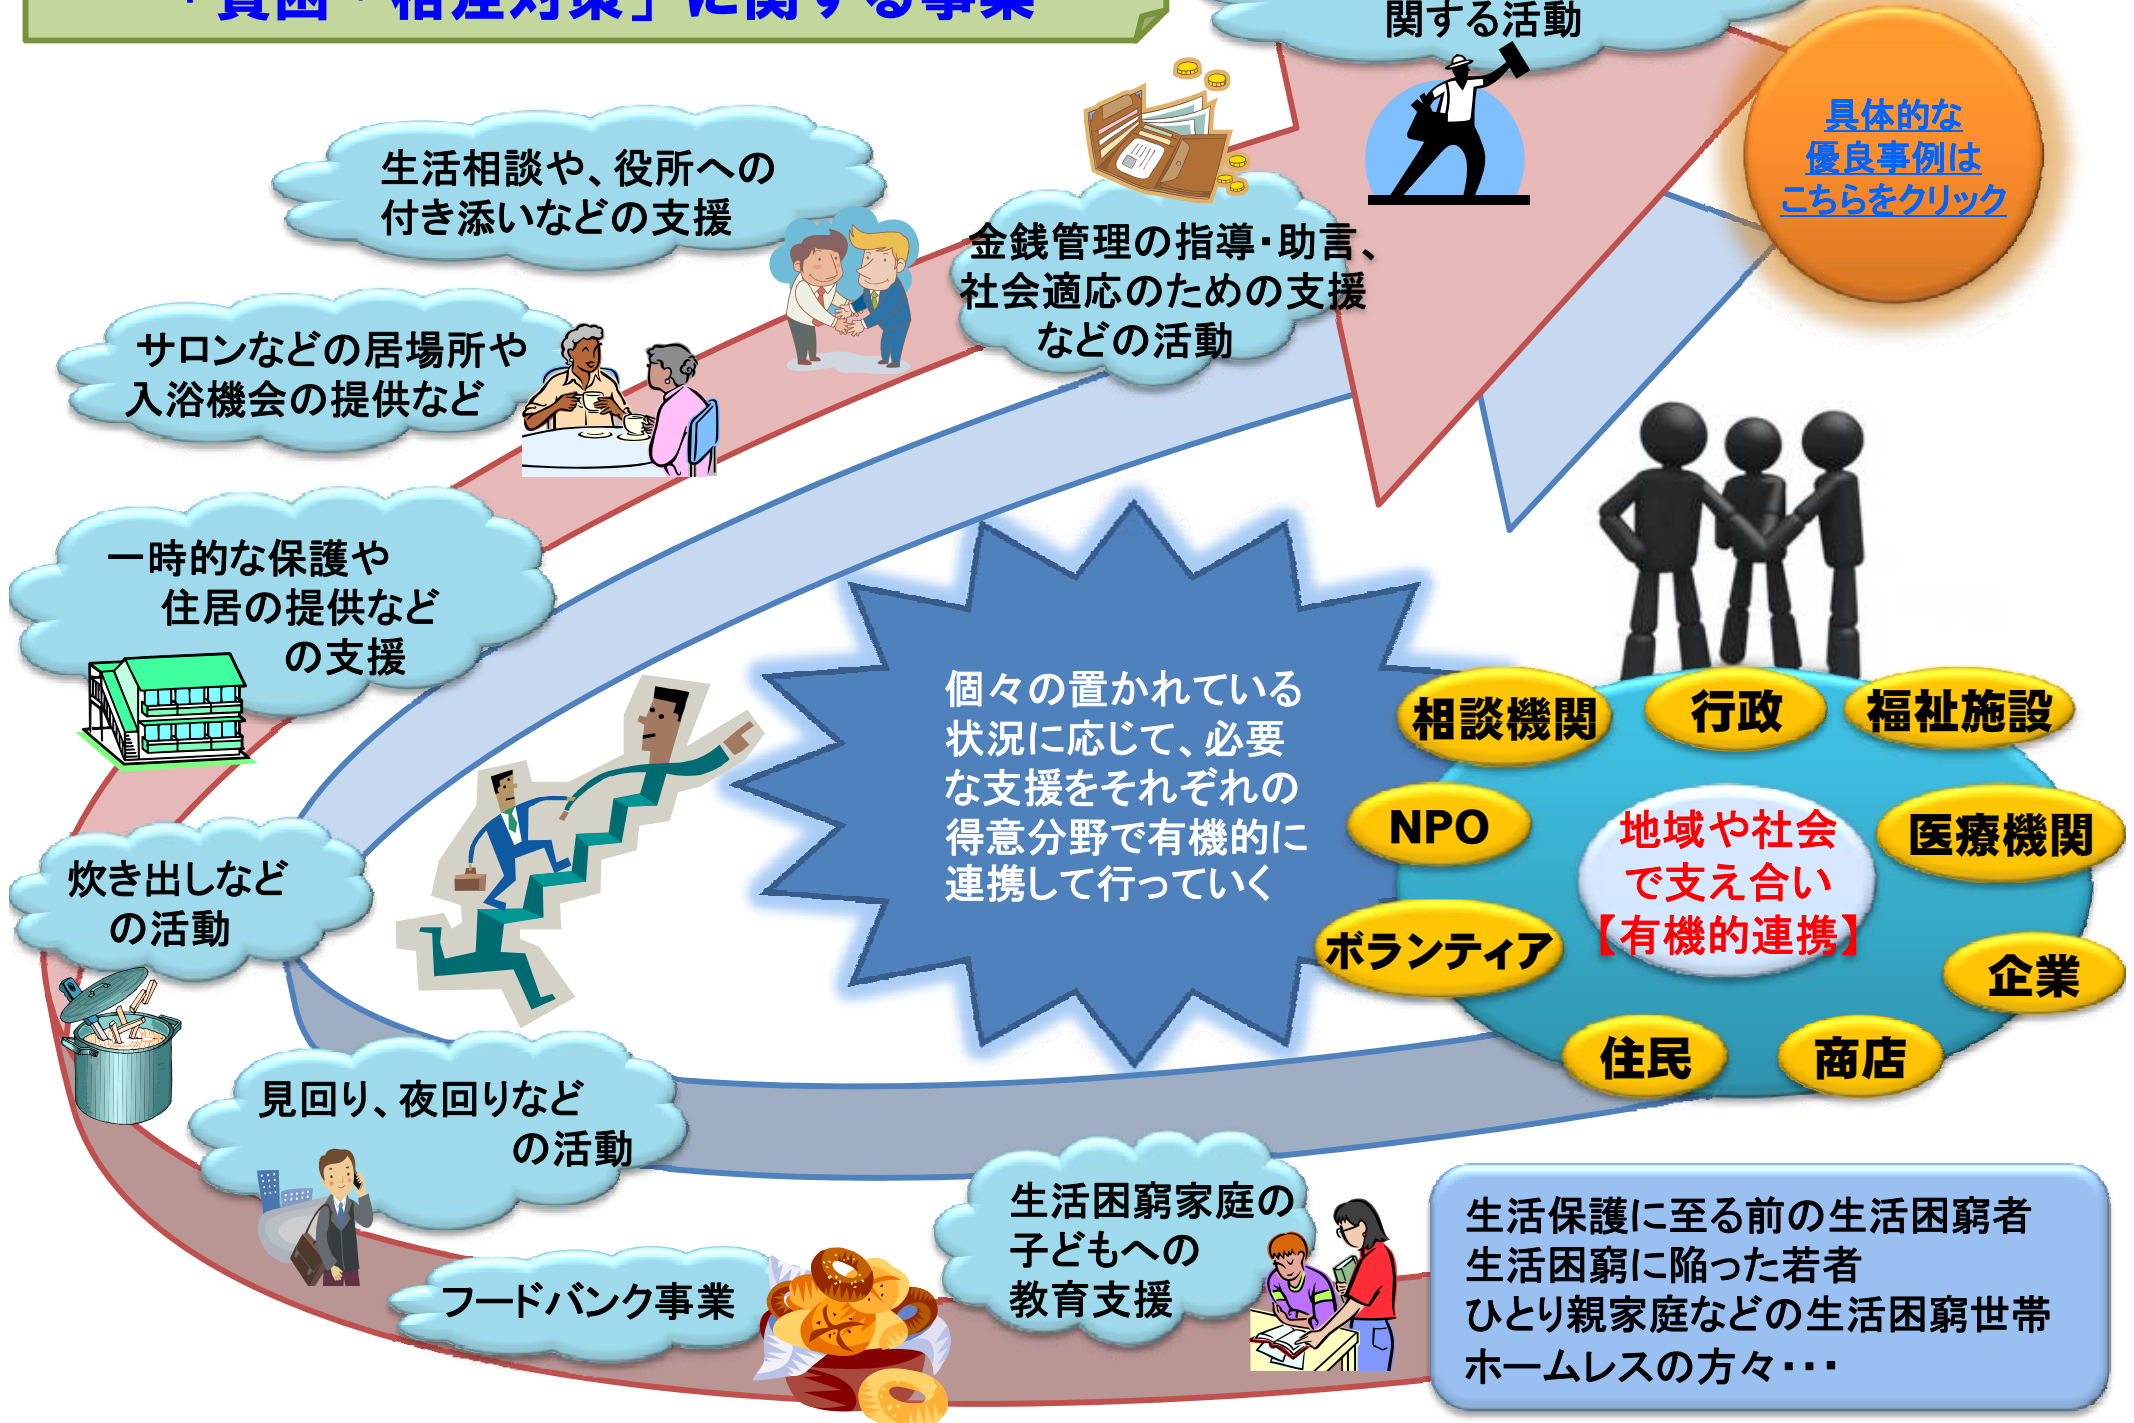 「貧困・格差対策」に関する事業
関する活動
具体的な
優良事例は
こちらをクリック
生活相談や、役所への
付き添いなどの支援
金銭管理の指導・助言、
社会適応のための支援
などの活動
サロンなどの居場所や
入浴機会の提供など
一時的な保護や
住居の提供など
の支援
個々の置かれている
状況に応じて、必要
な支援をそれぞれの
得意分野で有機的に
連携して行っていく
相談機関
行政
福祉施設
NPO
医療機関
地域や社会
で支え合い
【有機的連携】
ボランティア
企業
住民
商店
炊き出しなど
の活動
見回り、夜回りなど
の活動
フードバンク事業
生活困窮家庭の
子どもへの
教育支援
生活保護に至る前の生活困窮者
生活困窮に陥った若者
ひとり親家庭などの生活困窮世帯
ホームレスの方々・・・